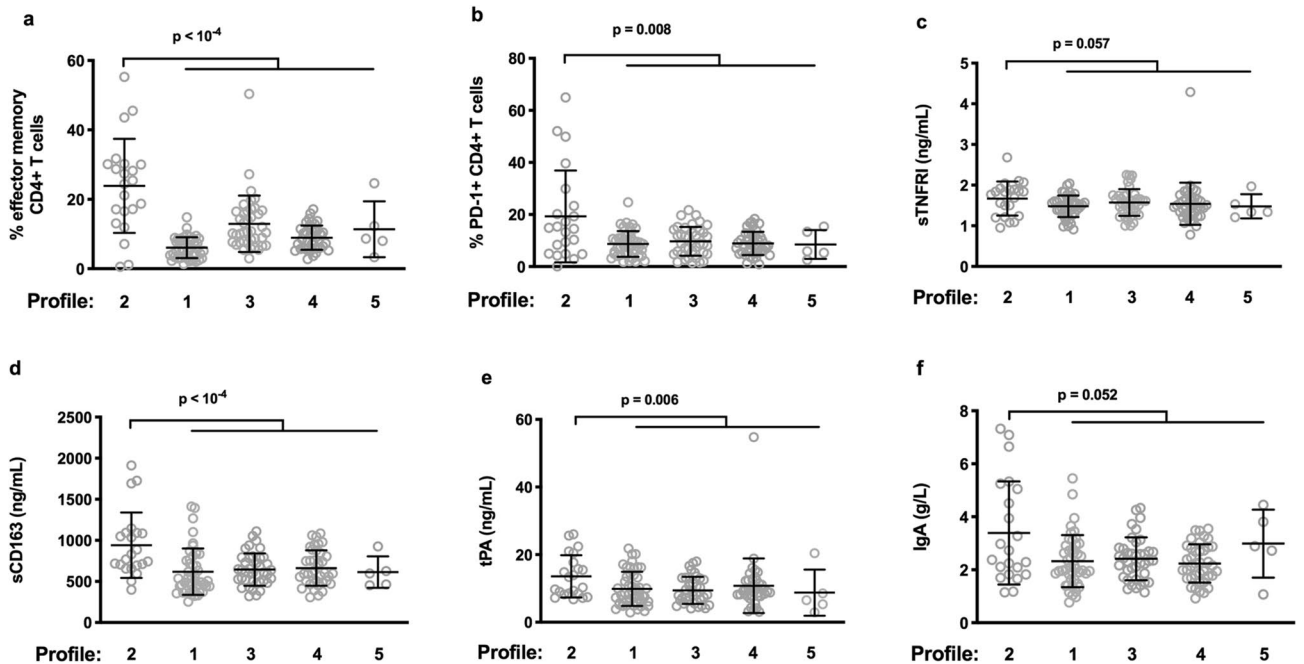 a
p < 10-4
% effector memory
CD4+ T cells
60
40
20
0
Profile: 2 1 3 4 5
b
p = 0.008
% PD-1+ CD4+ T cells
80
60
40
20
0
Profile: 2 1 3 4 5
c
p = 0.057
sTNFRI (ng/mL)
5
4
3
2
1
0
Profile: 2 1 3 4 5
d
p < 10-4
sCD163 (ng/mL)
2500
2000
1500
1000
500
0
Profile: 2 1 3 4 5
e
p = 0.006
tPA (ng/mL)
60
40
20
0
Profile: 2 1 3 4 5
f
p = 0.052
IgA (g/L)
8
6
4
2
0
Profile: 2 1 3 4 5